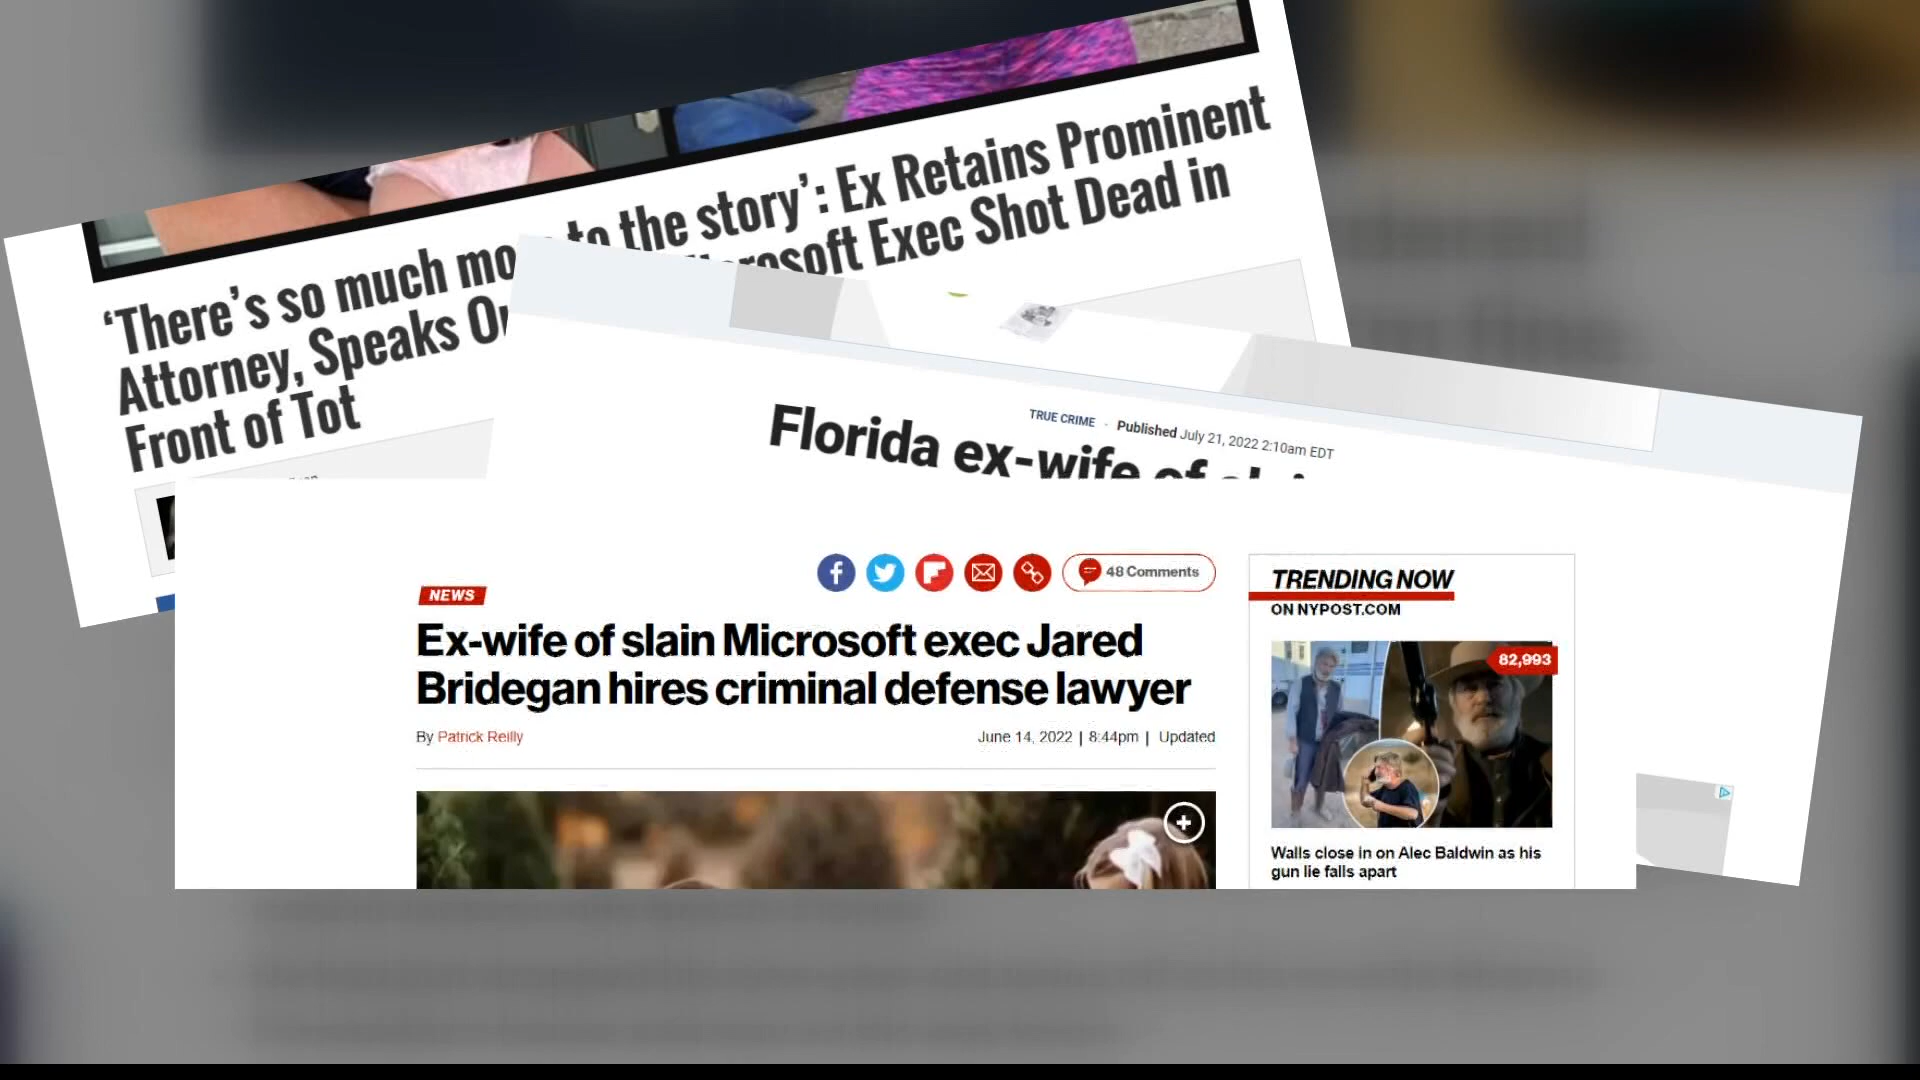 ‘There’s so much mo to the story’: Ex Retains Prominent
Attorney, Speaks Microsoft Exec Shot Dead in
Front of Tot
TRUE CRIME · Published July 21, 2022 2:10am EDT
Florida ex-wife of
48 Comments
NEWS
Ex-wife of slain Microsoft exec Jared
Bridegan hires criminal defense lawyer
By Patrick Reilly
June 14, 2022 | 8:44pm | Updated
TRENDING NOW
ON NYPOST.COM
82,993
Walls close in on Alec Baldwin as his
gun lie falls apart